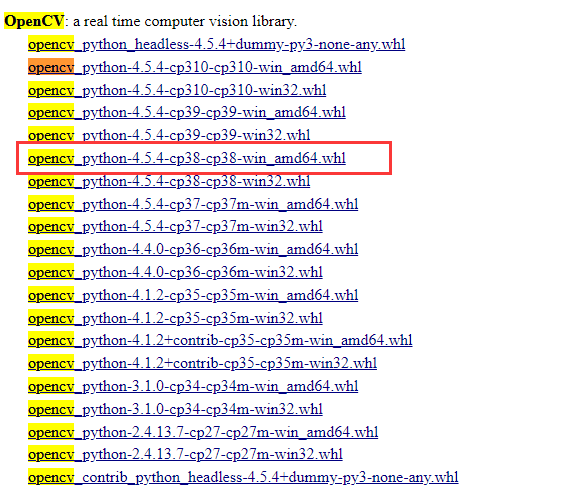 OpenCV: a real time computer vision library.
opencv_python_headless-4.5.4+dummy-py3-none-any.whl
opencv_python-4.5.4-cp310-cp310-win_amd64.whl
opencv_python-4.5.4-cp310-cp310-win32.whl
opencv_python-4.5.4-cp39-cp39-win_amd64.whl
opencv_python-4.5.4-cp39-cp39-win32.whl
opencv_python-4.5.4-cp38-cp38-win_amd64.whl
opencv_python-4.5.4-cp38-cp38-win32.whl
opencv_python-4.5.4-cp37-cp37m-win_amd64.whl
opencv_python-4.5.4-cp37-cp37m-win32.whl
opencv_python-4.4.0-cp36-cp36m-win_amd64.whl
opencv_python-4.4.0-cp36-cp36m-win32.whl
opencv_python-4.1.2-cp35-cp35m-win_amd64.whl
opencv_python-4.1.2-cp35-cp35m-win32.whl
opencv_python-4.1.2+contrib-cp35-cp35m-win_amd64.whl
opencv_python-4.1.2+contrib-cp35-cp35m-win32.whl
opencv_python-3.1.0-cp34-cp34m-win_amd64.whl
opencv_python-3.1.0-cp34-cp34m-win32.whl
opencv_python-2.4.13.7-cp27-cp27m-win_amd64.whl
opencv_python-2.4.13.7-cp27-cp27m-win32.whl
opencv_contrib_python_headless-4.5.4+dummy-py3-none-any.whl